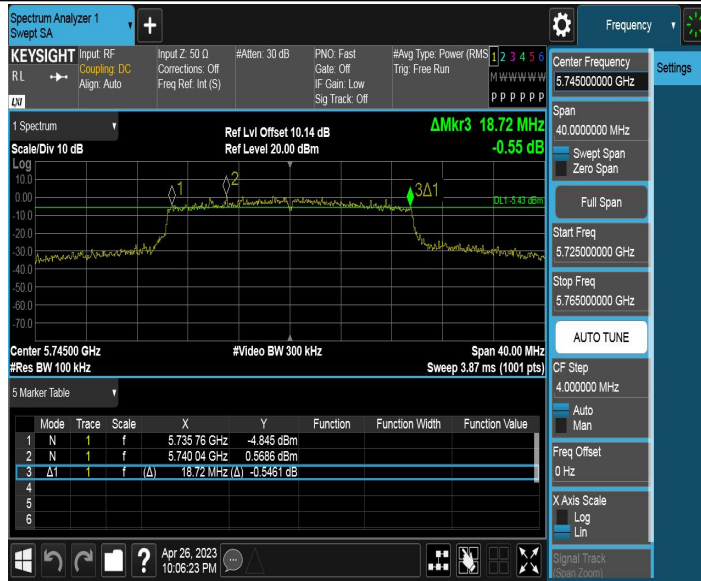 Spectrum Analyzer 1
Swept SA
Frequency
KEYSIGHT
RL
LXI
Input: RF
Coupling: DC
Align: Auto
Input Z: 50 Ω
Corrections: Off
Freq Ref: Int (S)
#Atten: 30 dB
PNO: Fast
Gate: Off
IF Gain: Low
Sig Track: Off
#Avg Type: Power (RMS
Trig: Free Run
1 2 3 4 5 6
M W W W W W
P P P P P P
1 Spectrum
Scale/Div 10 dB
Ref Lvl Offset 10.14 dB
Ref Level 20.00 dBm
ΔMkr3 18.72 MHz
-0.55 dB
Log
10.0
0.00
-10.0
-20.0
-30.0
-40.0
-50.0
-60.0
-70.0
1
2
3Δ1
DL1 -5.43 dBm
Center 5.74500 GHz
#Video BW 300 kHz
Span 40.00 MHz
#Res BW 100 kHz
Sweep 3.87 ms (1001 pts)
5 Marker Table
Mode Trace Scale X Y Function Function Width Function Value
1 N 1 f 5.735 76 GHz -4.845 dBm
2 N 1 f 5.740 04 GHz 0.5686 dBm
3 Δ1 1 f (Δ) 18.72 MHz (Δ) -0.5461 dB
4
5
6
Apr 26, 2023
10:06:23 PM
Center Frequency
5.745000000 GHz
Settings
Span
40.0000000 MHz
Swept Span
Zero Span
Full Span
Start Freq
5.725000000 GHz
Stop Freq
5.765000000 GHz
AUTO TUNE
CF Step
4.000000 MHz
Auto
Man
Freq Offset
0 Hz
X Axis Scale
Log
Lin
Signal Track
(Span Zoom)